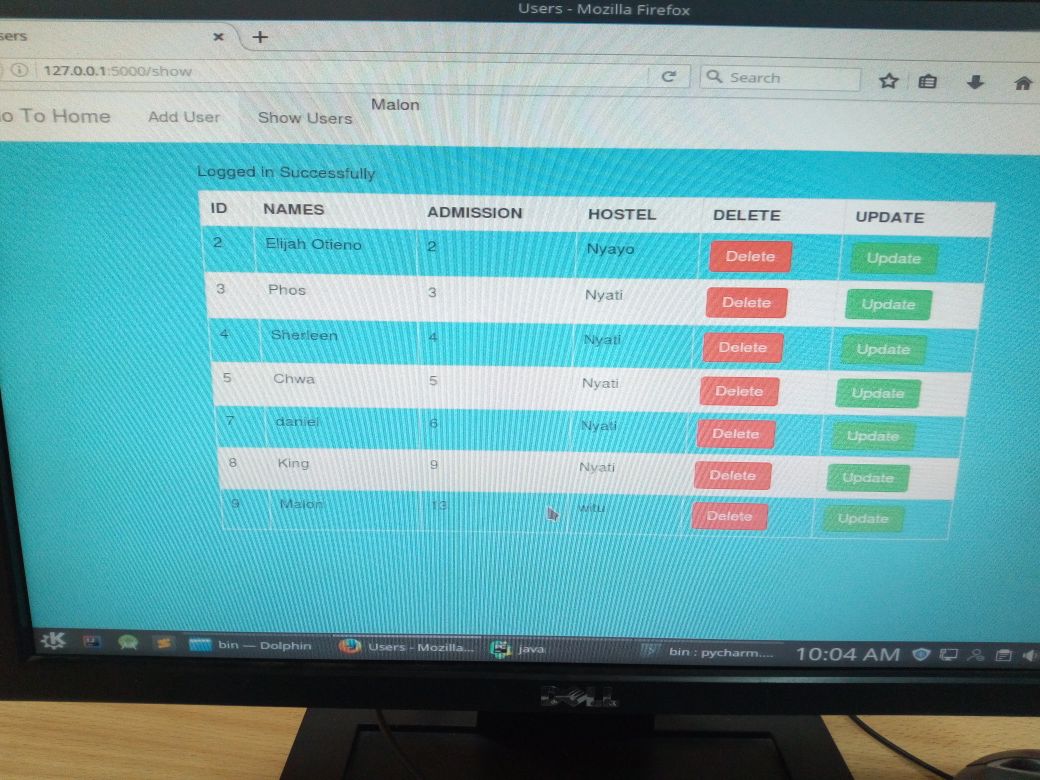 Users - Mozilla Firefox
sers × +
127.0.0.1:5000/show Search
o To Home Add User Show Users Malon
Logged In Successfully
ID NAMES ADMISSION HOSTEL DELETE UPDATE
2 Elijah Otieno 2 Nyayo Delete Update
3 Phos 3 Nyati Delete Update
4 Sherleen 4 Nyati Delete Update
5 Chwa 5 Nyati Delete Update
7 daniel 6 Nyati Delete Update
8 King 9 Nyati Delete Update
9 Malon 13 witu Delete Update
bin — Dolphin Users - Mozilla... java bin : pycharm.... 10:04 AM
DELL